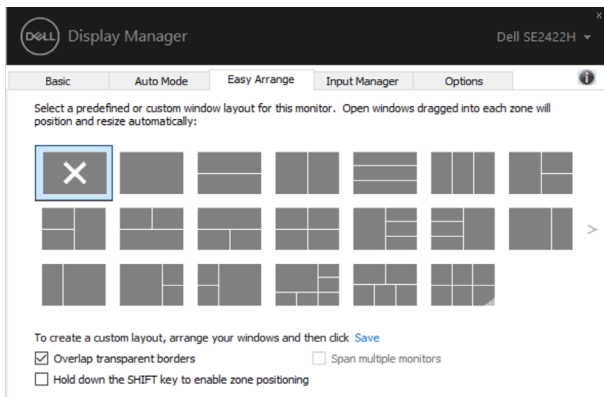 x
DELL Display Manager Dell SE2422H
Basic Auto Mode Easy Arrange Input Manager Options i
Select a predefined or custom window layout for this monitor. Open windows dragged into each zone will
position and resize automatically:
>
To create a custom layout, arrange your windows and then click Save
Overlap transparent borders Span multiple monitors
Hold down the SHIFT key to enable zone positioning